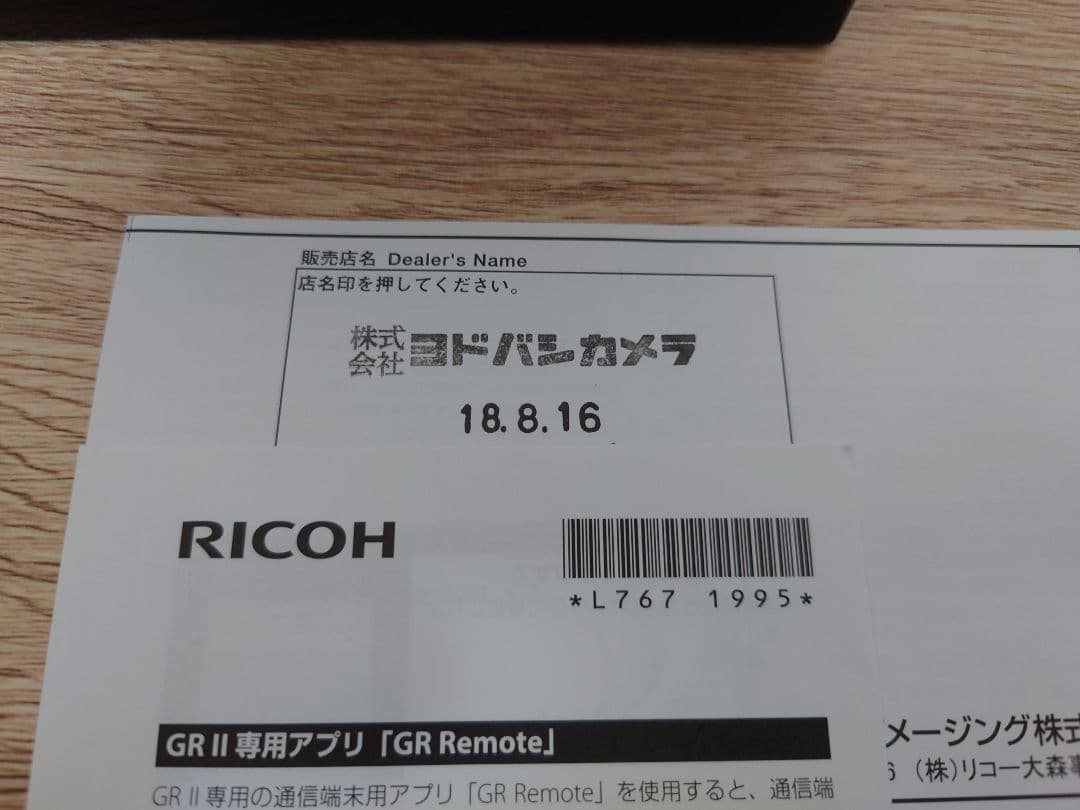 販売店名 Dealer's Name
店名印を押してください。
株式会社ヨドバシカメラ
18.8.16
RICOH
*L767 1995*
GR II 専用アプリ「GR Remote」
GR II 専用の通信端末用アプリ「GR Remote」を使用すると、通信端
メージング株式
6 (株)リコー大森事